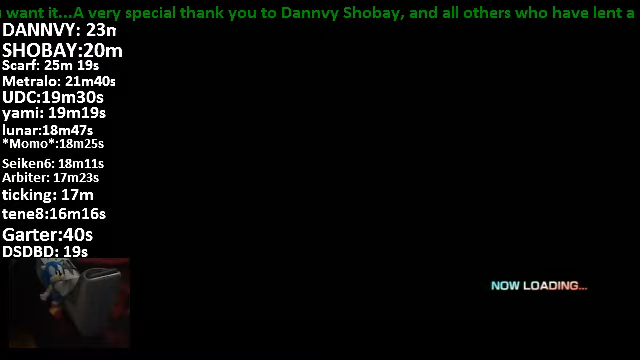 want it...A very special thank you to Dannvy Shobay, and all others who have lent a
DANNVY: 23m
SHOBAY:20m
Scarf: 25m 19s
Metralo: 21m40s
UDC:19m30s
yami: 19m19s
lunar:18m47s
*Momo*:18m25s
Seiken6: 18m11s
Arbiter: 17m23s
ticking: 17m
tene8:16m16s
Garter:40s
DSDBD: 19s
NOW LOADING...